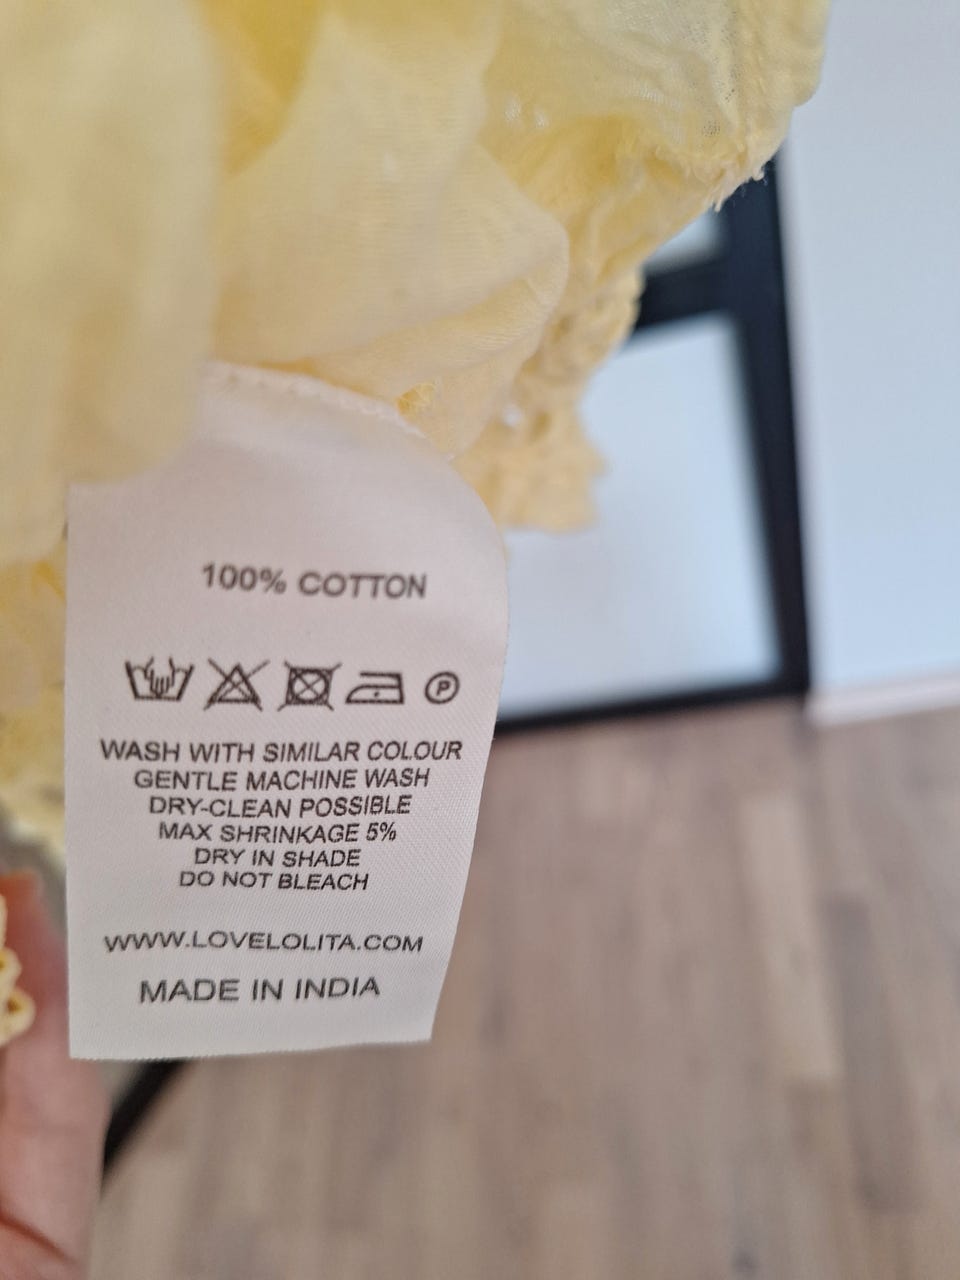 100% COTTON
P
WASH WITH SIMILAR COLOUR
GENTLE MACHINE WASH
DRY-CLEAN POSSIBLE
MAX SHRINKAGE 5%
DRY IN SHADE
DO NOT BLEACH
WWW.LOVELOLITA.COM
MADE IN INDIA